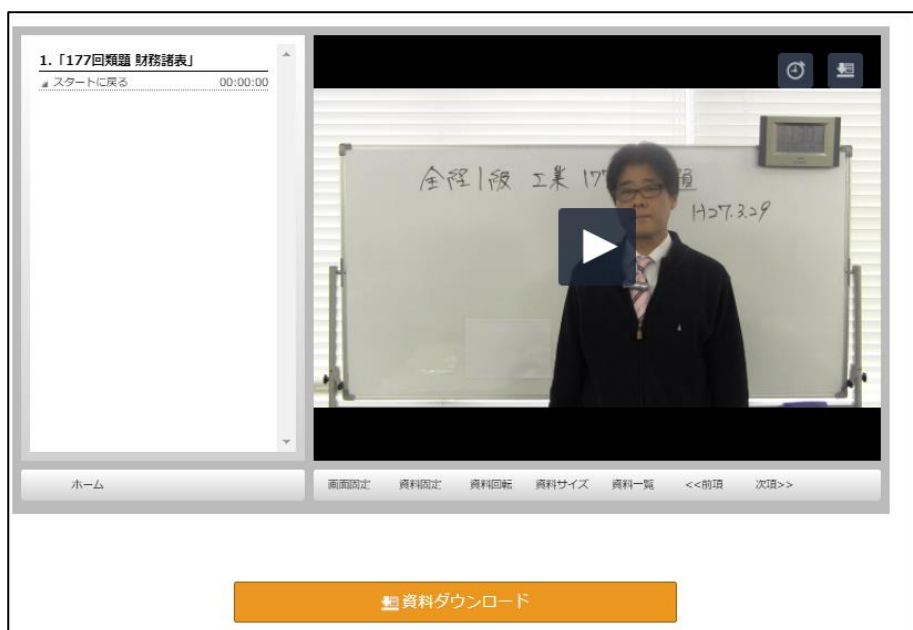 1.「177回類題 財務諸表」
スタートに戻る 00:00:00
全経1級 工業 17
H27.3.29
ホーム
画面固定 資料固定 資料回転 資料サイズ 資料一覧 <<前項 次項>>
資料ダウンロード